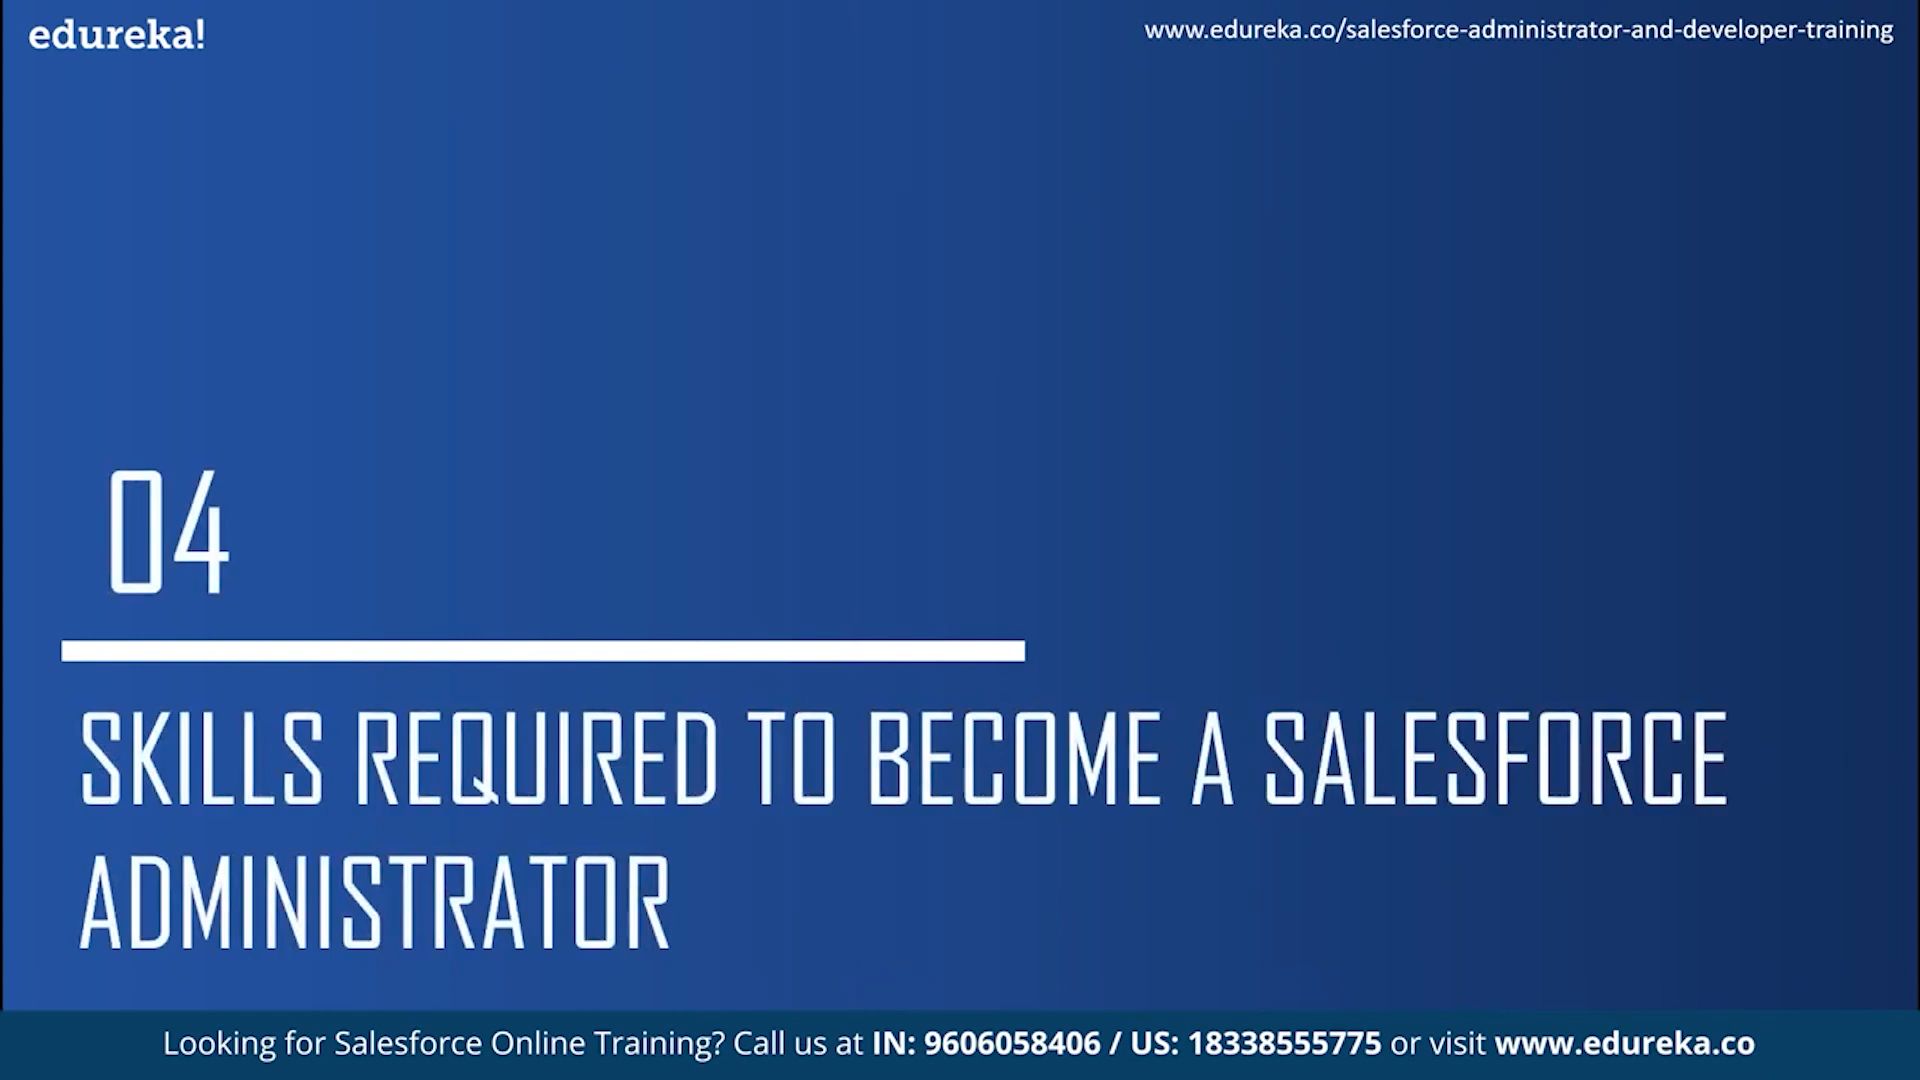 edureka!
www.edureka.co/salesforce-administrator-and-developer-training
04
SKILLS REQUIRED TO BECOME A SALESFORCE
ADMINISTRATOR
Looking for Salesforce Online Training? Call us at IN: 9606058406 / US: 18338555775 or visit www.edureka.co